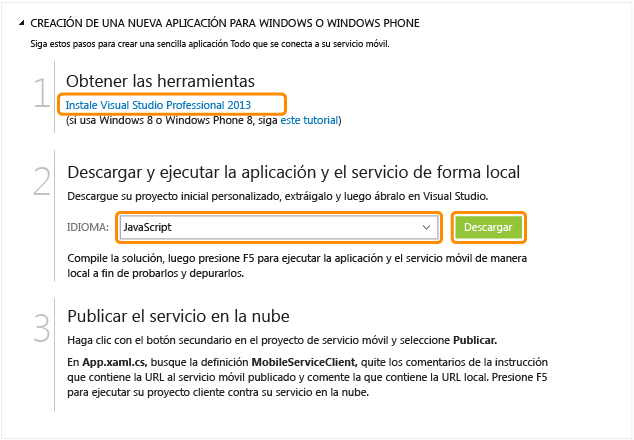 CREACIÓN DE UNA NUEVA APLICACIÓN PARA WINDOWS O WINDOWS PHONE
Siga estos pasos para crear una sencilla aplicación Todo que se conecta a su servicio móvil.
1
Obtener las herramientas
Instale Visual Studio Professional 2013
(si usa Windows 8 o Windows Phone 8, siga este tutorial)
2
Descargar y ejecutar la aplicación y el servicio de forma local
Descargue su proyecto inicial personalizado, extráigalo y luego ábralo en Visual Studio.
IDIOMA: JavaScript Descargar
Compile la solución, luego presione F5 para ejecutar la aplicación y el servicio móvil de manera
local a fin de probarlos y depurarlos.
3
Publicar el servicio en la nube
Haga clic con el botón secundario en el proyecto de servicio móvil y seleccione Publicar.
En App.xaml.cs, busque la definición MobileServiceClient, quite los comentarios de la instrucción
que contiene la URL al servicio móvil publicado y comente la que contiene la URL local. Presione F5
para ejecutar su proyecto cliente contra su servicio en la nube.